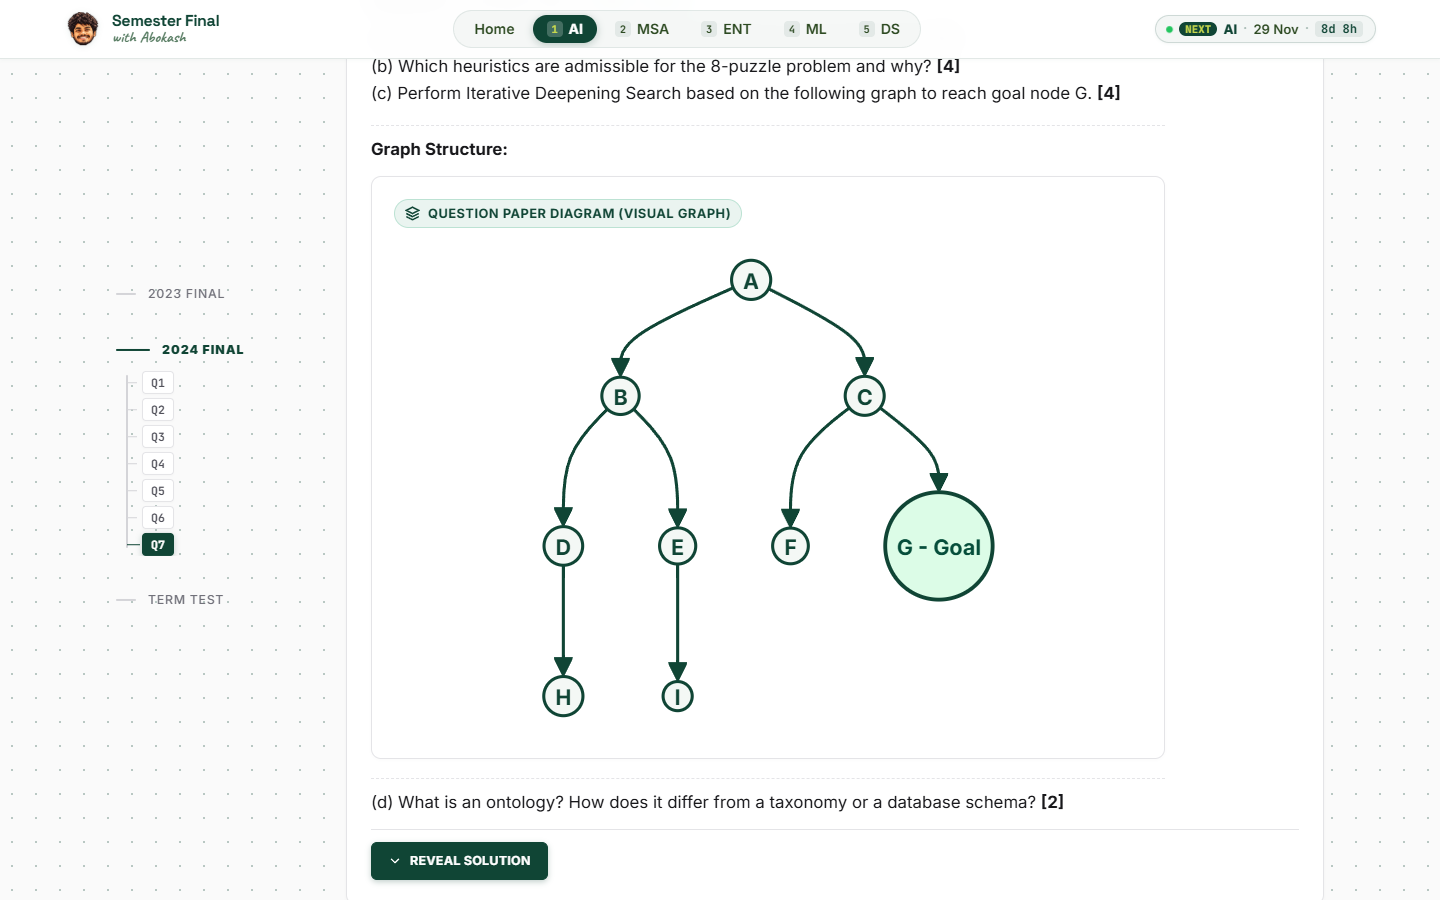 Semester Final
with Abokash
Home
1 AI
2 MSA
3 ENT
4 ML
5 DS
NEXT AI · 29 Nov · 8d 8h
(b) Which heuristics are admissible for the 8-puzzle problem and why? [4]
(c) Perform Iterative Deepening Search based on the following graph to reach goal node G. [4]
Graph Structure:
QUESTION PAPER DIAGRAM (VISUAL GRAPH)
A
B
C
D
E
F
G - Goal
H
I
2023 FINAL
2024 FINAL
Q1
Q2
Q3
Q4
Q5
Q6
Q7
TERM TEST
(d) What is an ontology? How does it differ from a taxonomy or a database schema? [2]
REVEAL SOLUTION